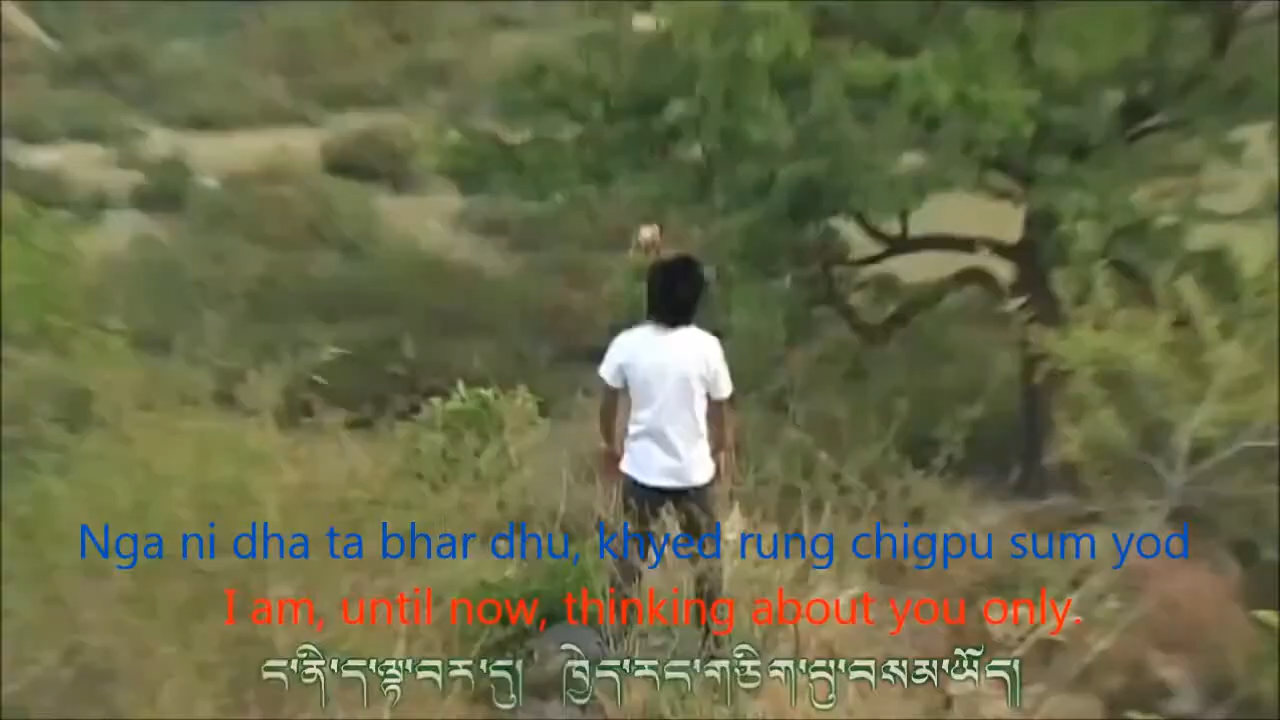 Nga ni dha ta bhar dhu, khyed rung chigpu sum yod
I am, until now, thinking about you only.
ང་ནི་ད་ལྟ་བར་དུ། ཁྱེད་རང་གཅིག་པུ་བསམ་ཡོད།